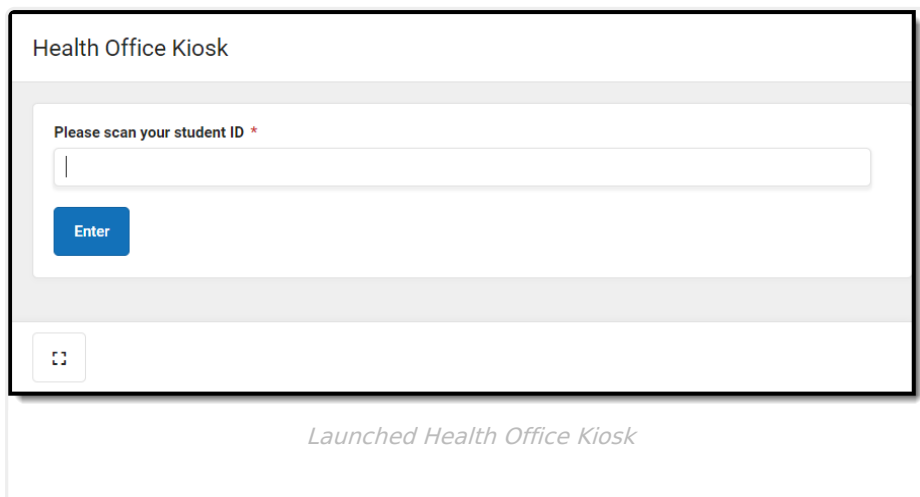 Health Office Kiosk
Please scan your student ID *
Enter
Launched Health Office Kiosk